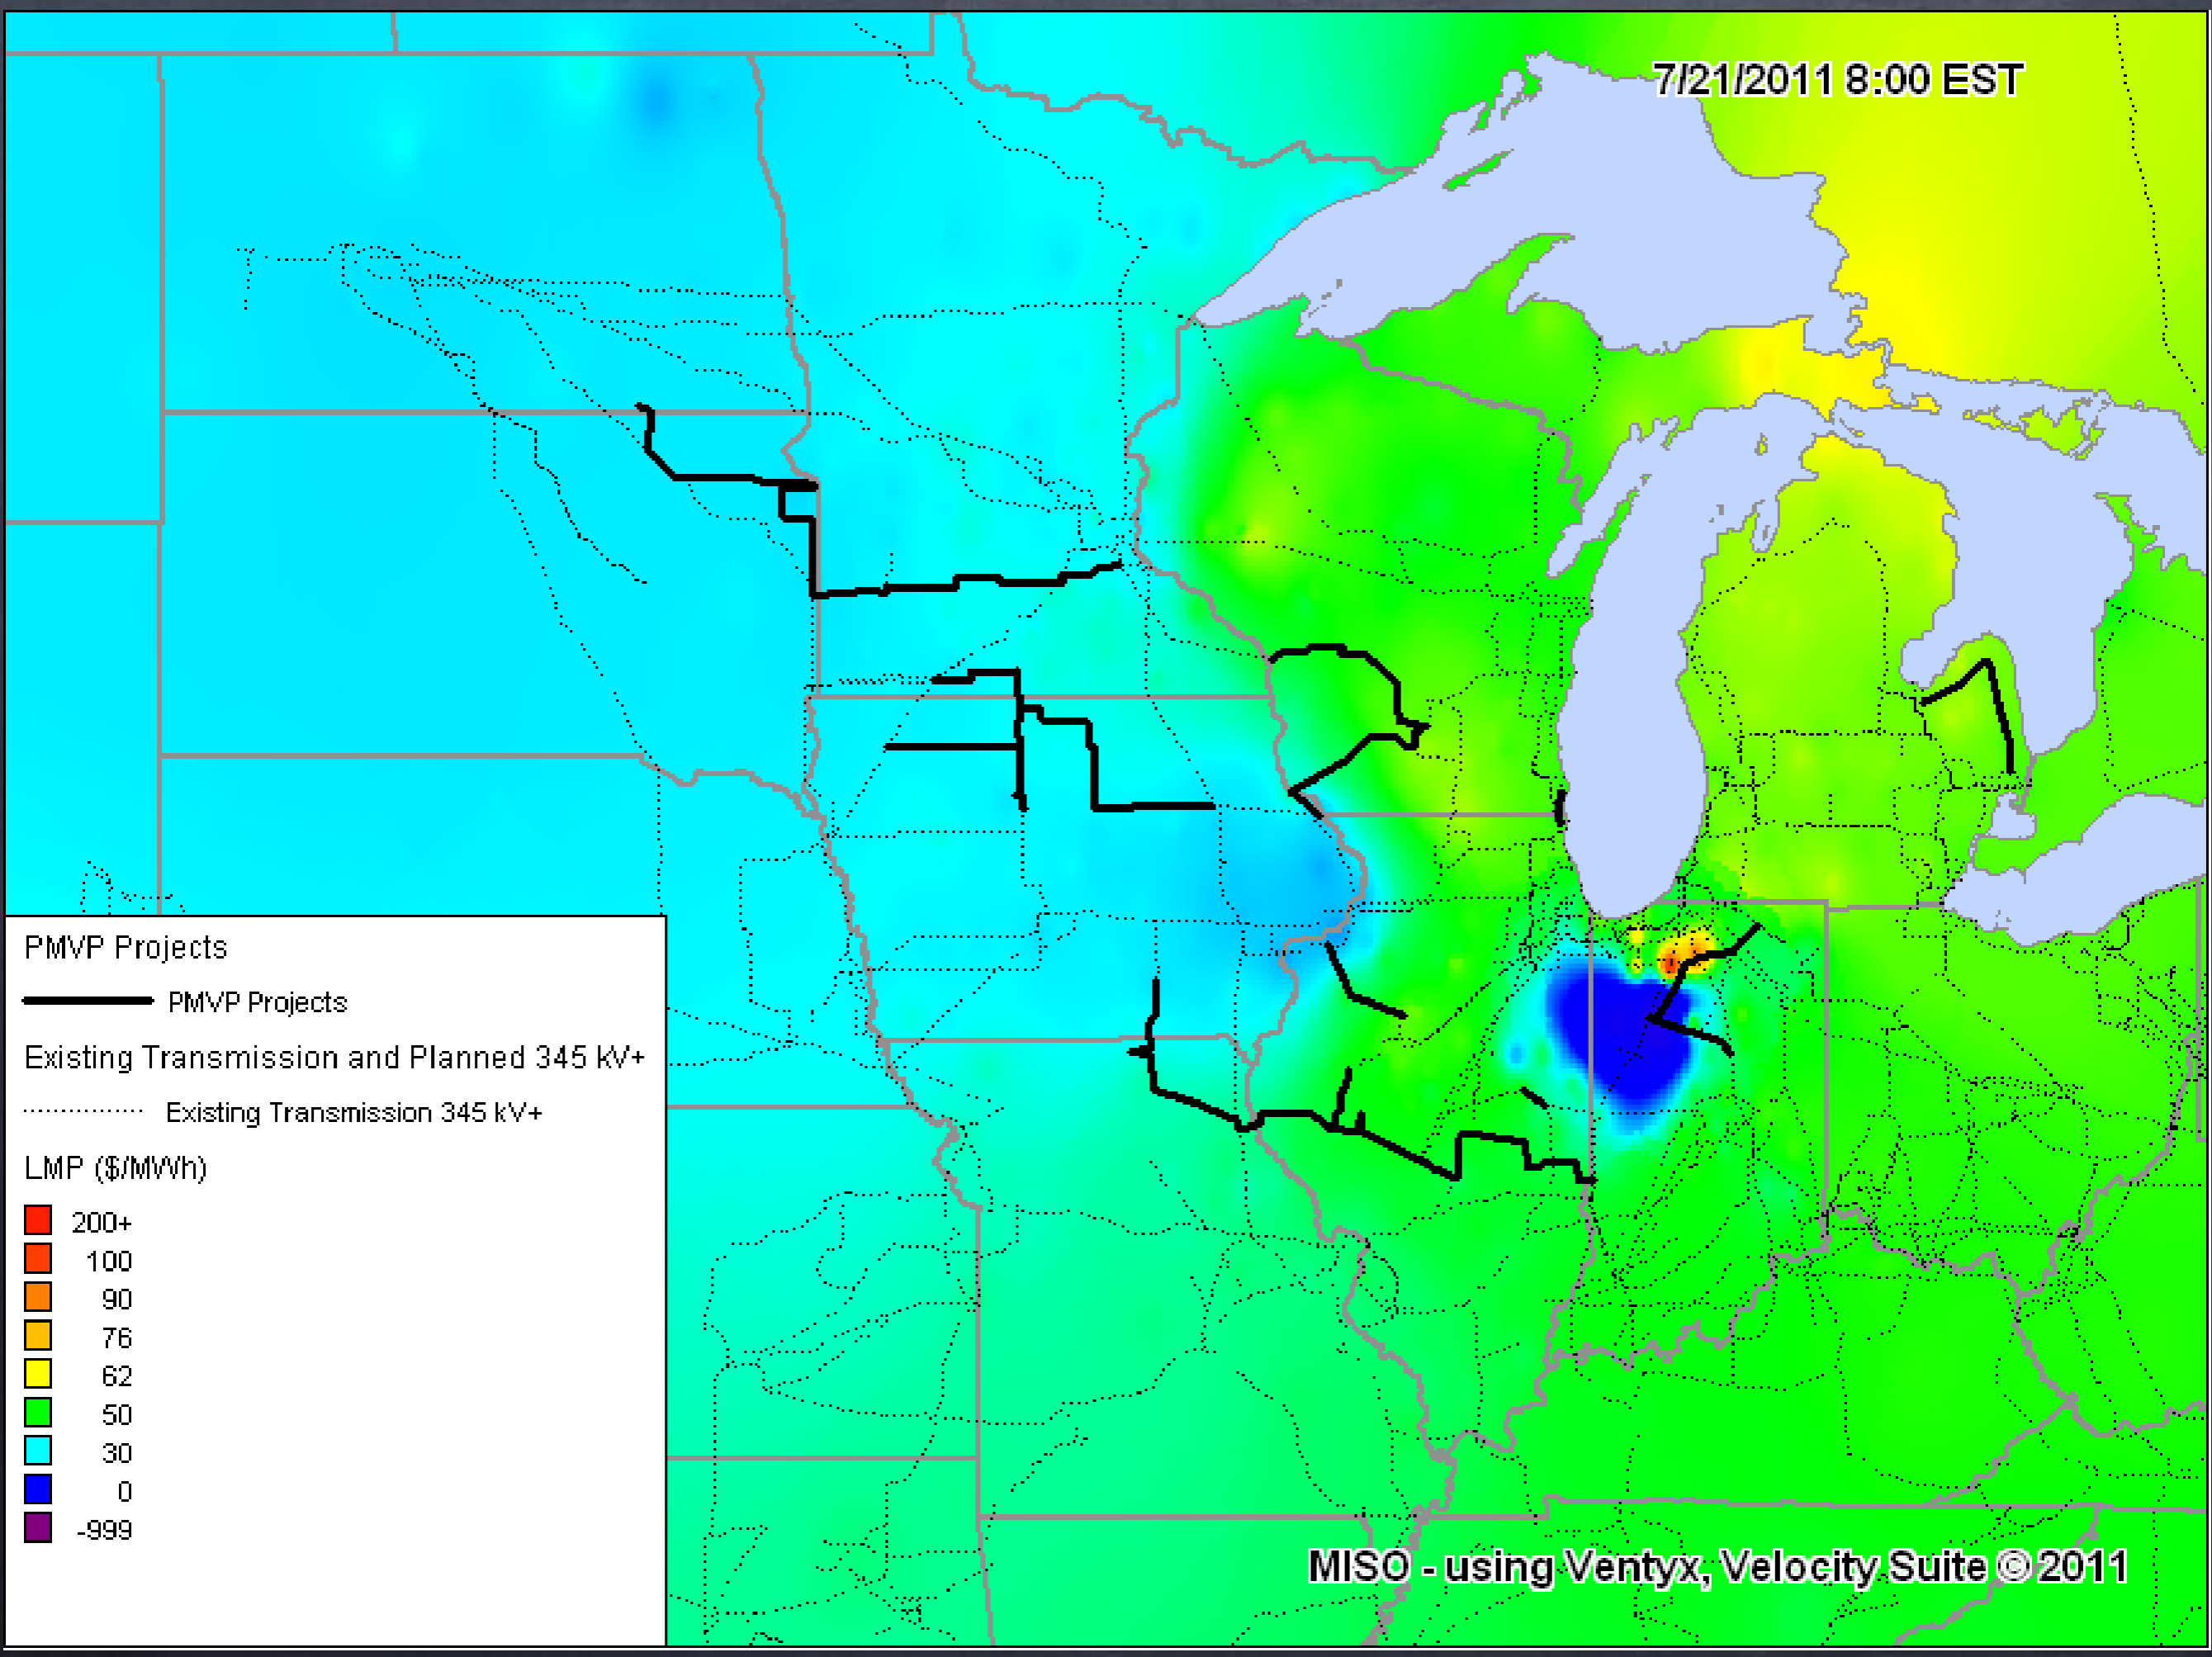 7/21/2011 8:00 EST
PMVP Projects
PMVP Projects
Existing Transmission and Planned 345 kV+
Existing Transmission 345 kV+
LMP ($/MWh)
200+
100
90
76
62
50
30
0
-999
MISO - using Ventyx, Velocity Suite © 2011